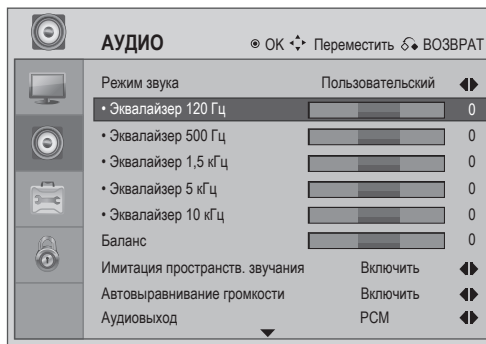 АУДИО OK Переместить ВОЗВРАТ
Режим звука Пользовательский
• Эквалайзер 120 Гц 0
• Эквалайзер 500 Гц 0
• Эквалайзер 1,5 кГц 0
• Эквалайзер 5 кГц 0
• Эквалайзер 10 кГц 0
Баланс 0
Имитация пространств. звучания Включить
Автовыравнивание громкости Включить
Аудиовыход PCM